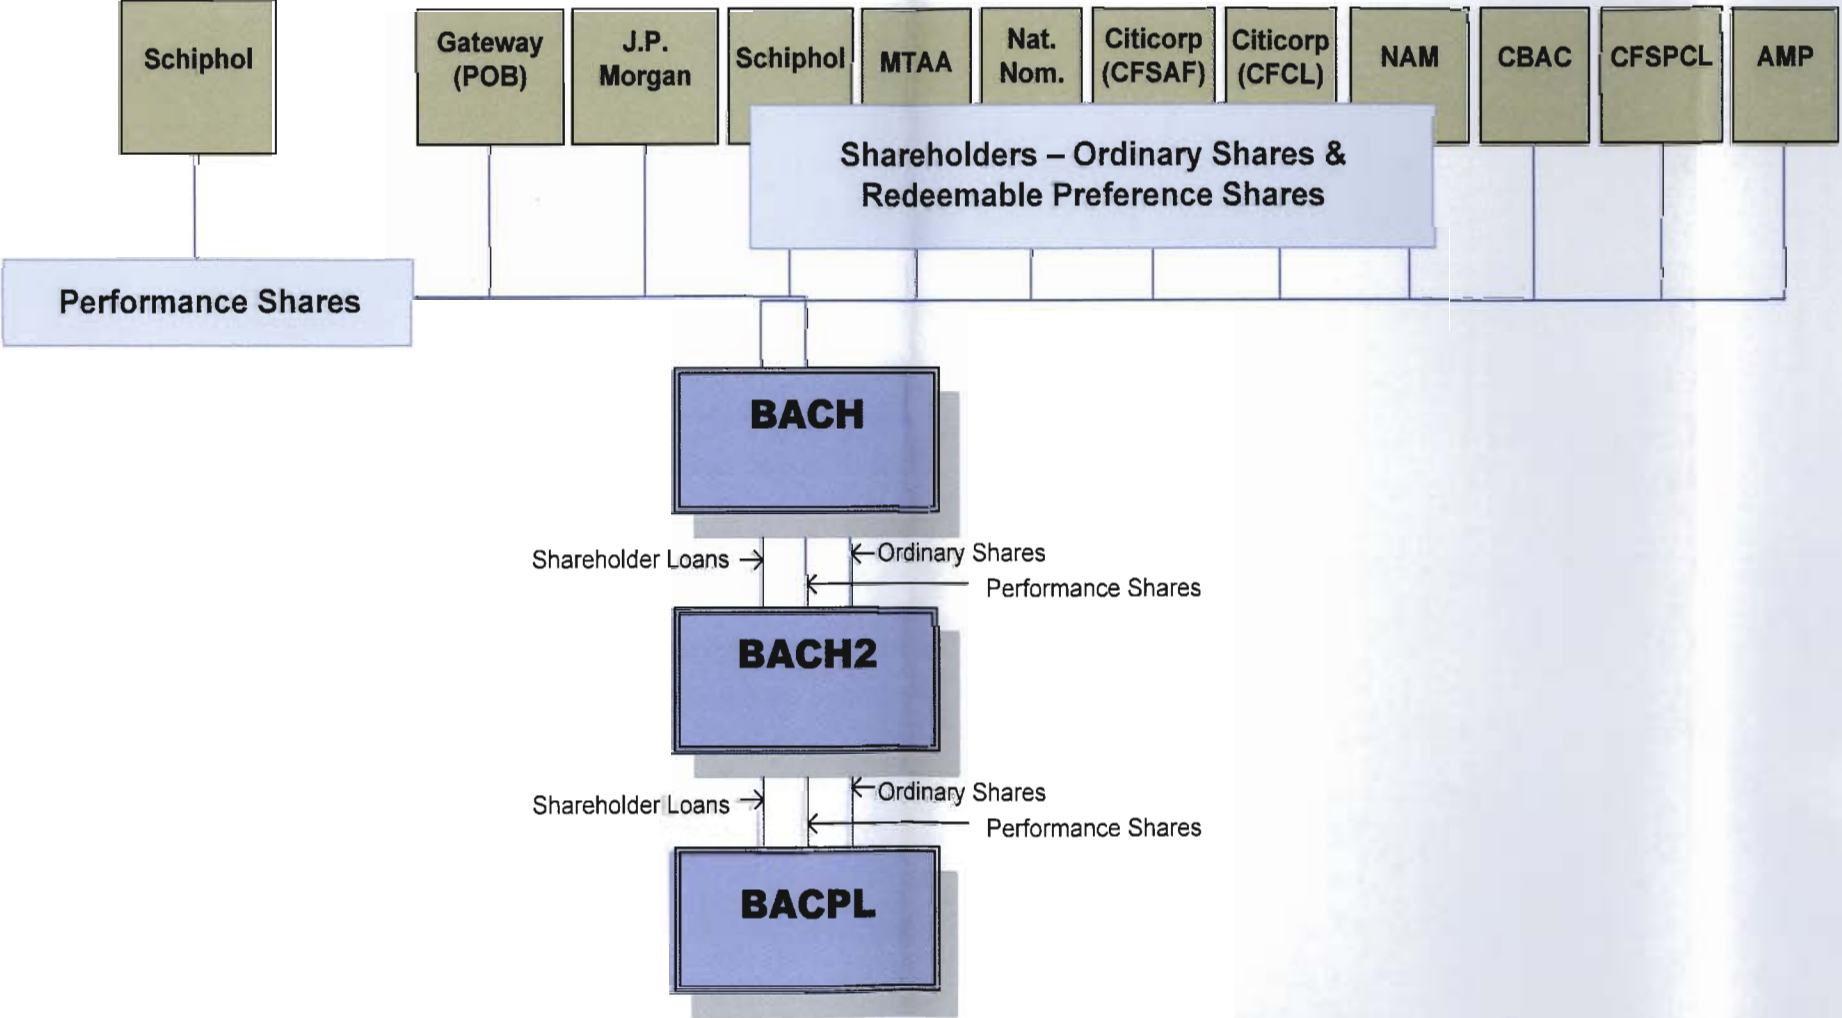 Schiphol
Gateway
(POB)
J.P.
Morgan
Schiphol
MTAA
Nat.
Nom.
Citicorp
(CFSAF)
Citicorp
(CFCL)
NAM
CBAC
CFSPCL
AMP
Shareholders – Ordinary Shares &
Redeemable Preference Shares
Performance Shares
BACH
Shareholder Loans
Ordinary Shares
Performance Shares
BACH2
Shareholder Loans
Ordinary Shares
Performance Shares
BACPL